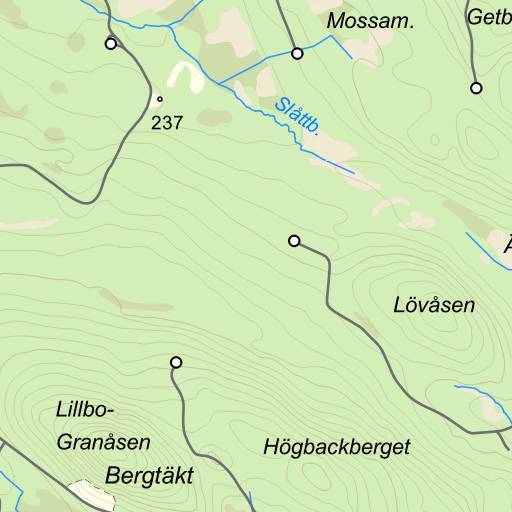 Mossam.
Getb
Slåttb.
237
Lövåsen
Lillbo-
Granåsen
Högbackberget
Bergtäkt